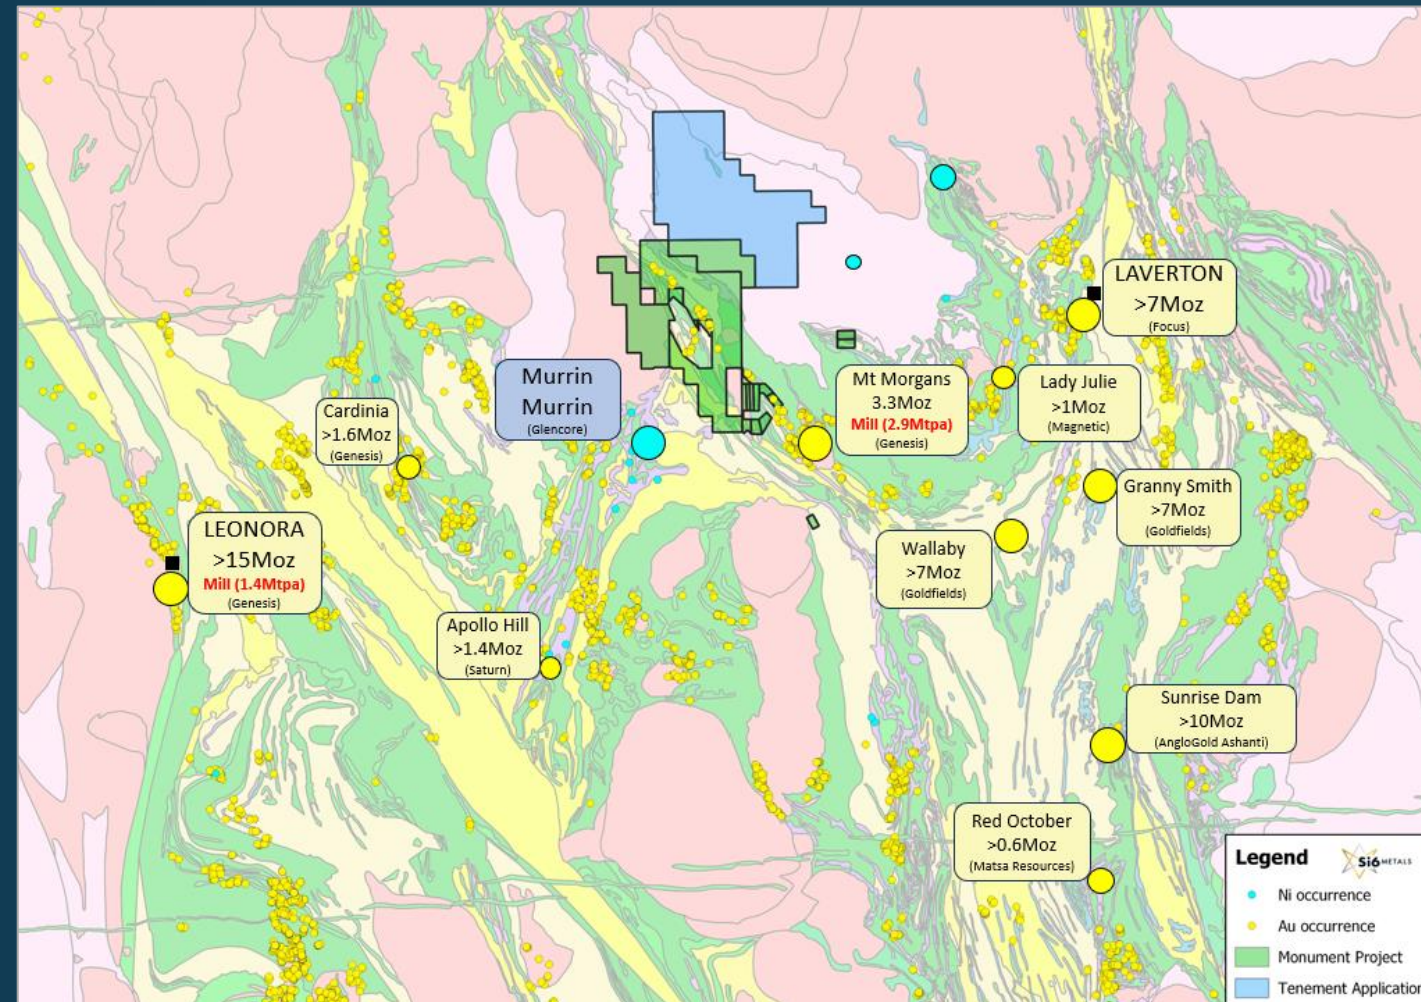 LAVERTON
>7Moz
(Focus)
Murrin
Murrin
(Glencore)
Mt Morgans
3.3Moz
Mill (2.9Mtpa)
(Genesis)
Lady Julie
>1Moz
(Magnetic)
Cardinia
>1.6Moz
(Genesis)
Granny Smith
>7Moz
(Goldfields)
LEONORA
>15Moz
Mill (1.4Mtpa)
(Genesis)
Wallaby
>7Moz
(Goldfields)
Apollo Hill
>1.4Moz
(Saturn)
Sunrise Dam
>10Moz
(AngloGold Ashanti)
Red October
>0.6Moz
(Matsa Resources)
Legend
Si6 METALS
Ni occurrence
Au occurrence
Monument Project
Tenement Application